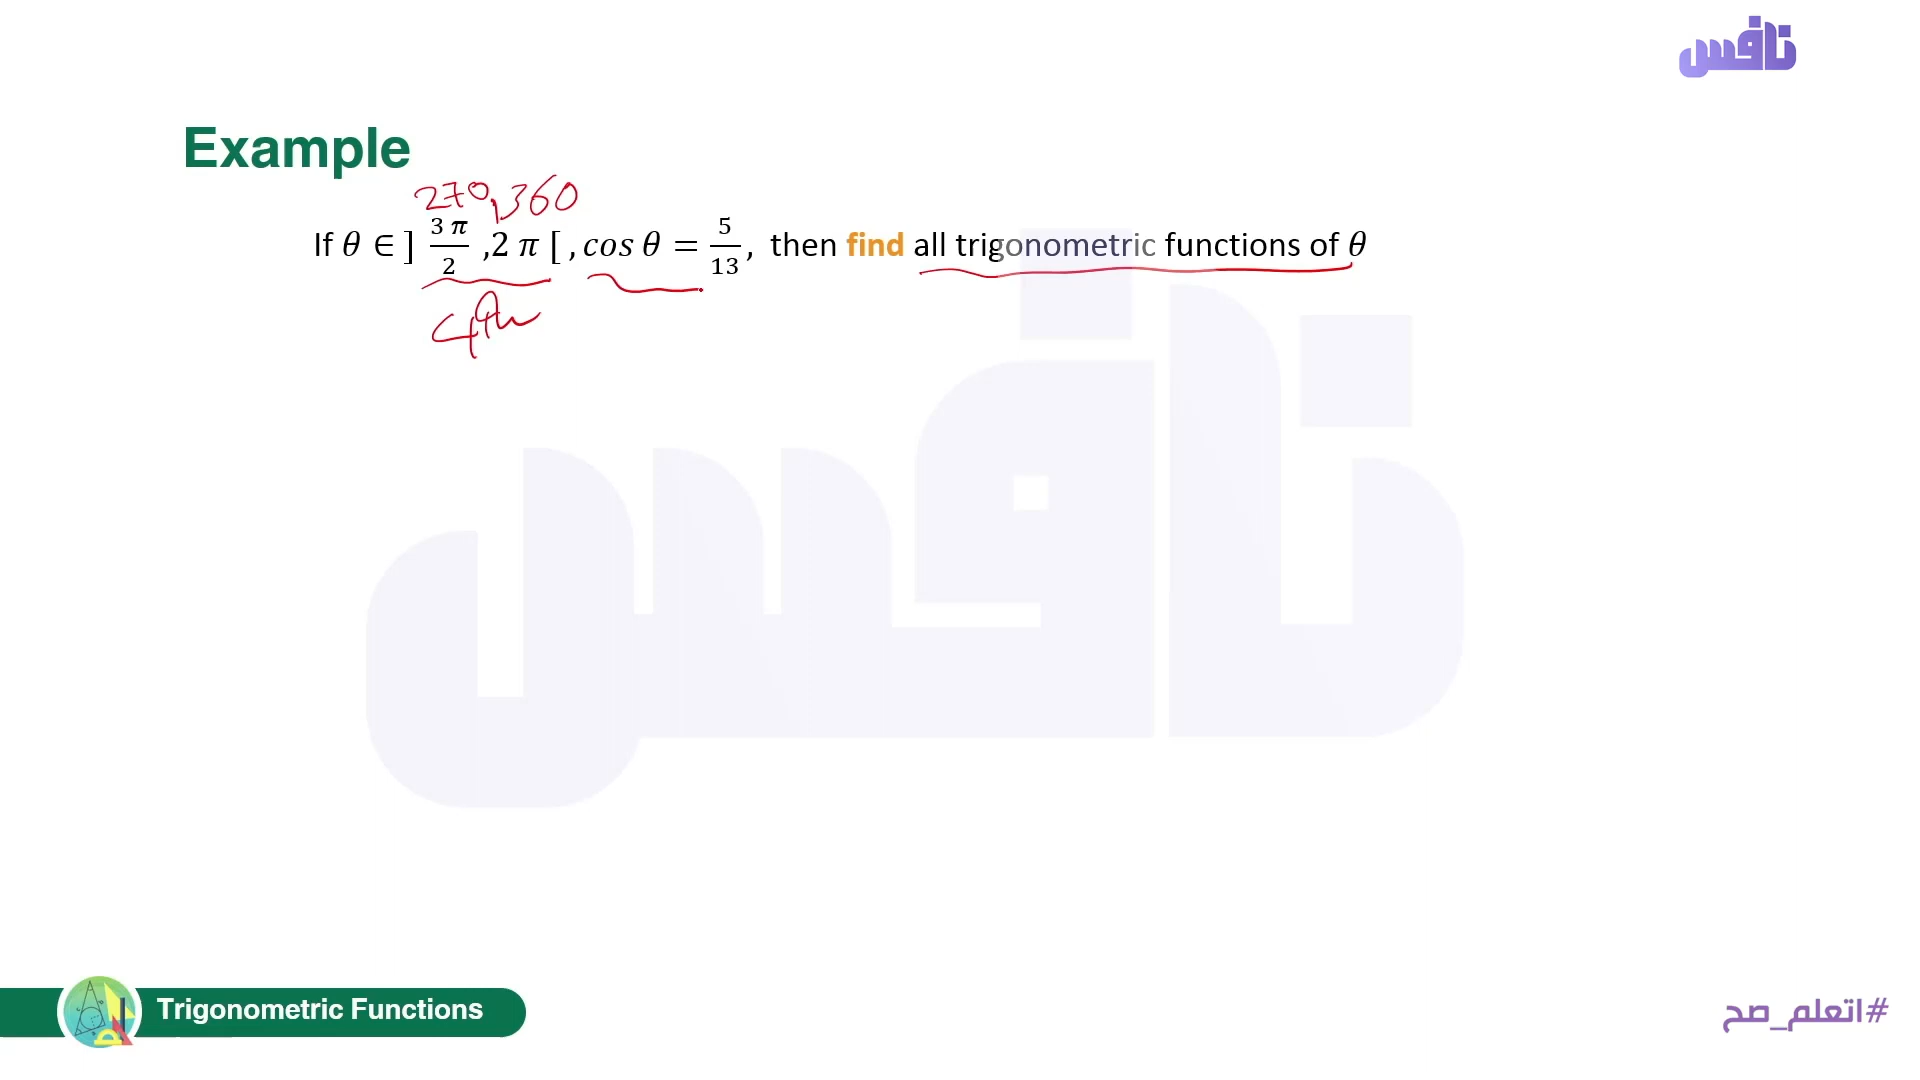 نافس
Example
270, 360
If θ ∈ ] 3π/2 , 2π [ , cos θ = 5/13, then find all trigonometric functions of θ
4th
نافس
Trigonometric Functions
#اتعلم_صح